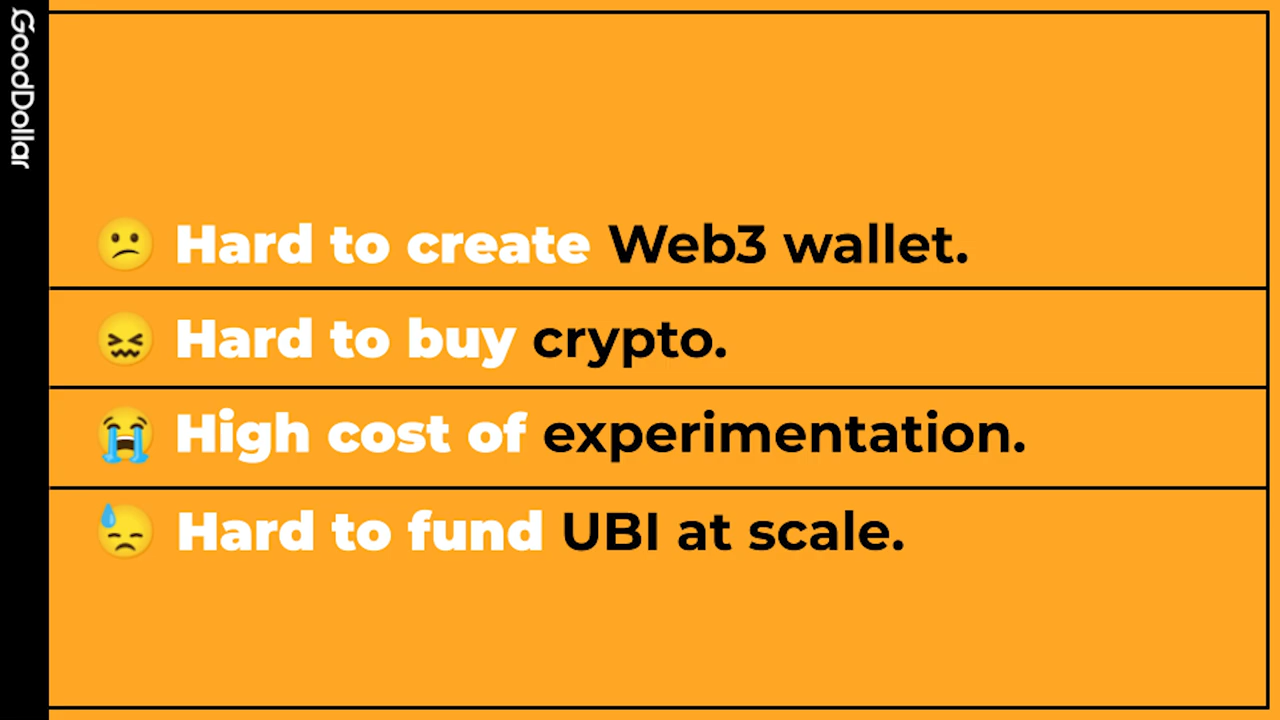 GoodDollar
😕 Hard to create Web3 wallet.
😖 Hard to buy crypto.
😭 High cost of experimentation.
😓 Hard to fund UBI at scale.